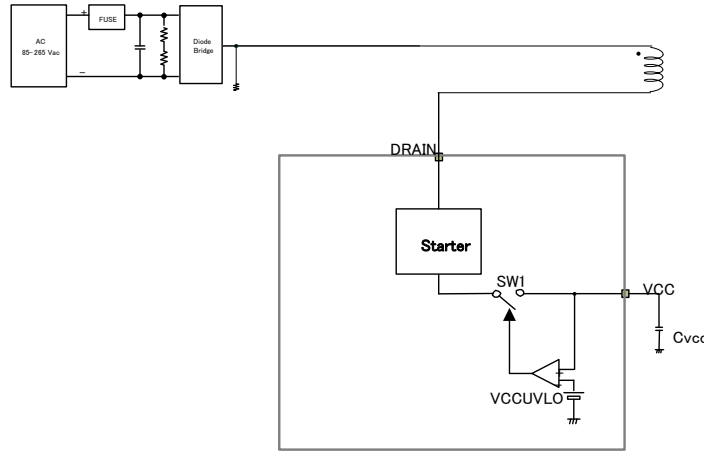 +
FUSE
AC
85-265 Vac
Diode
Bridge
−
DRAIN
Starter
SW1
VCC
Cvcc
+
-
VCCUVLO